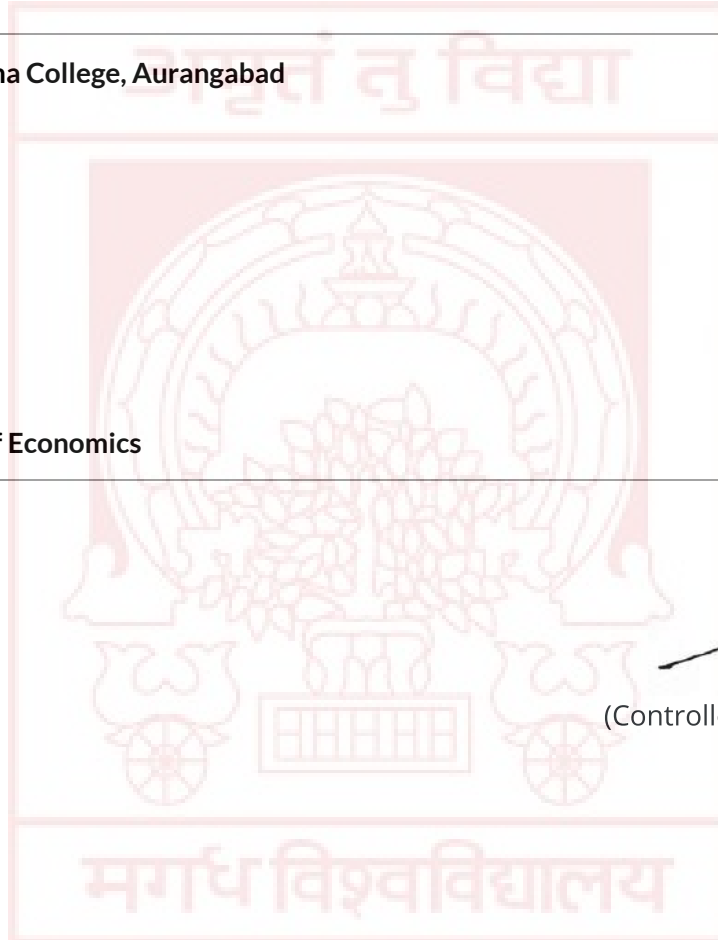 अमृतं तु विद्या
na College, Aurangabad
f Economics
(Controll
मगध विश्वविद्यालय